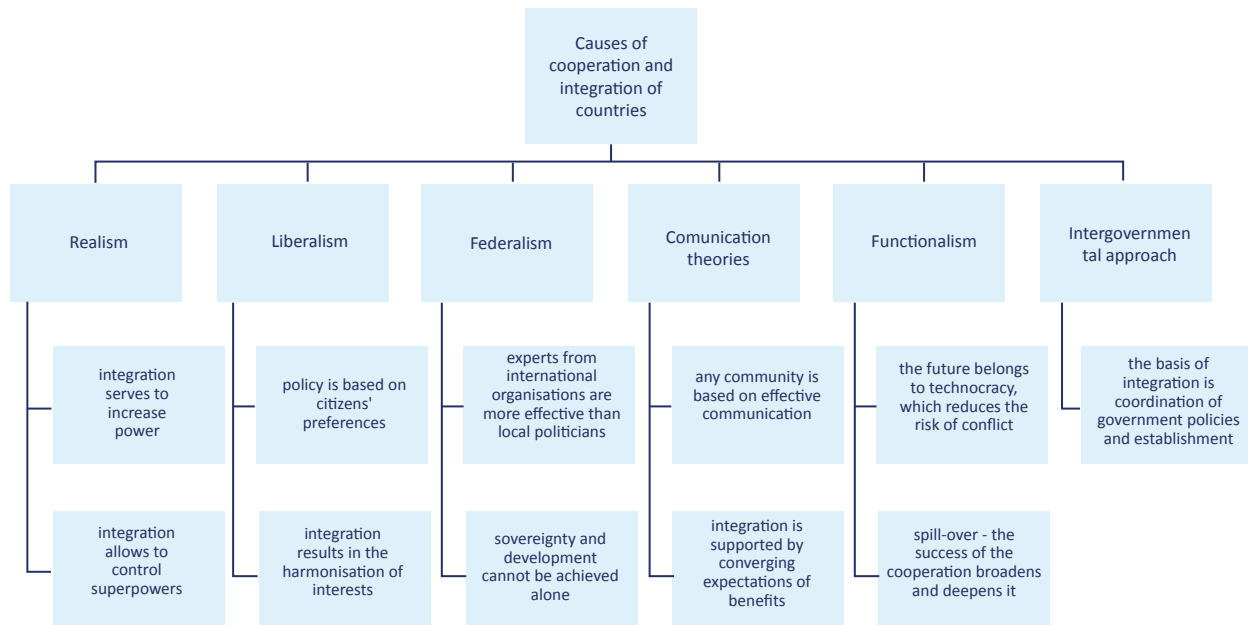 Causes of
cooperation and
integration of
countries
Realism
Liberalism
Federalism
Comunication
theories
Functionalism
Intergovernmen
tal approach
integration
serves to
increase
power
policy is based on
citizens'
preferences
experts from
international
organisations are
more effective than
local politicians
any community is
based on effective
communication
the future belongs
to technocracy,
which reduces the
risk of conflict
the basis of
integration is
coordination of
government policies
and establishment
integration
allows to
control
superpowers
integration
results in the
harmonisation of
interests
sovereignty and
development
cannot be achieved
alone
integration is
supported by
converging
expectations of
benefits
spill-over - the
success of the
cooperation broadens
and deepens it